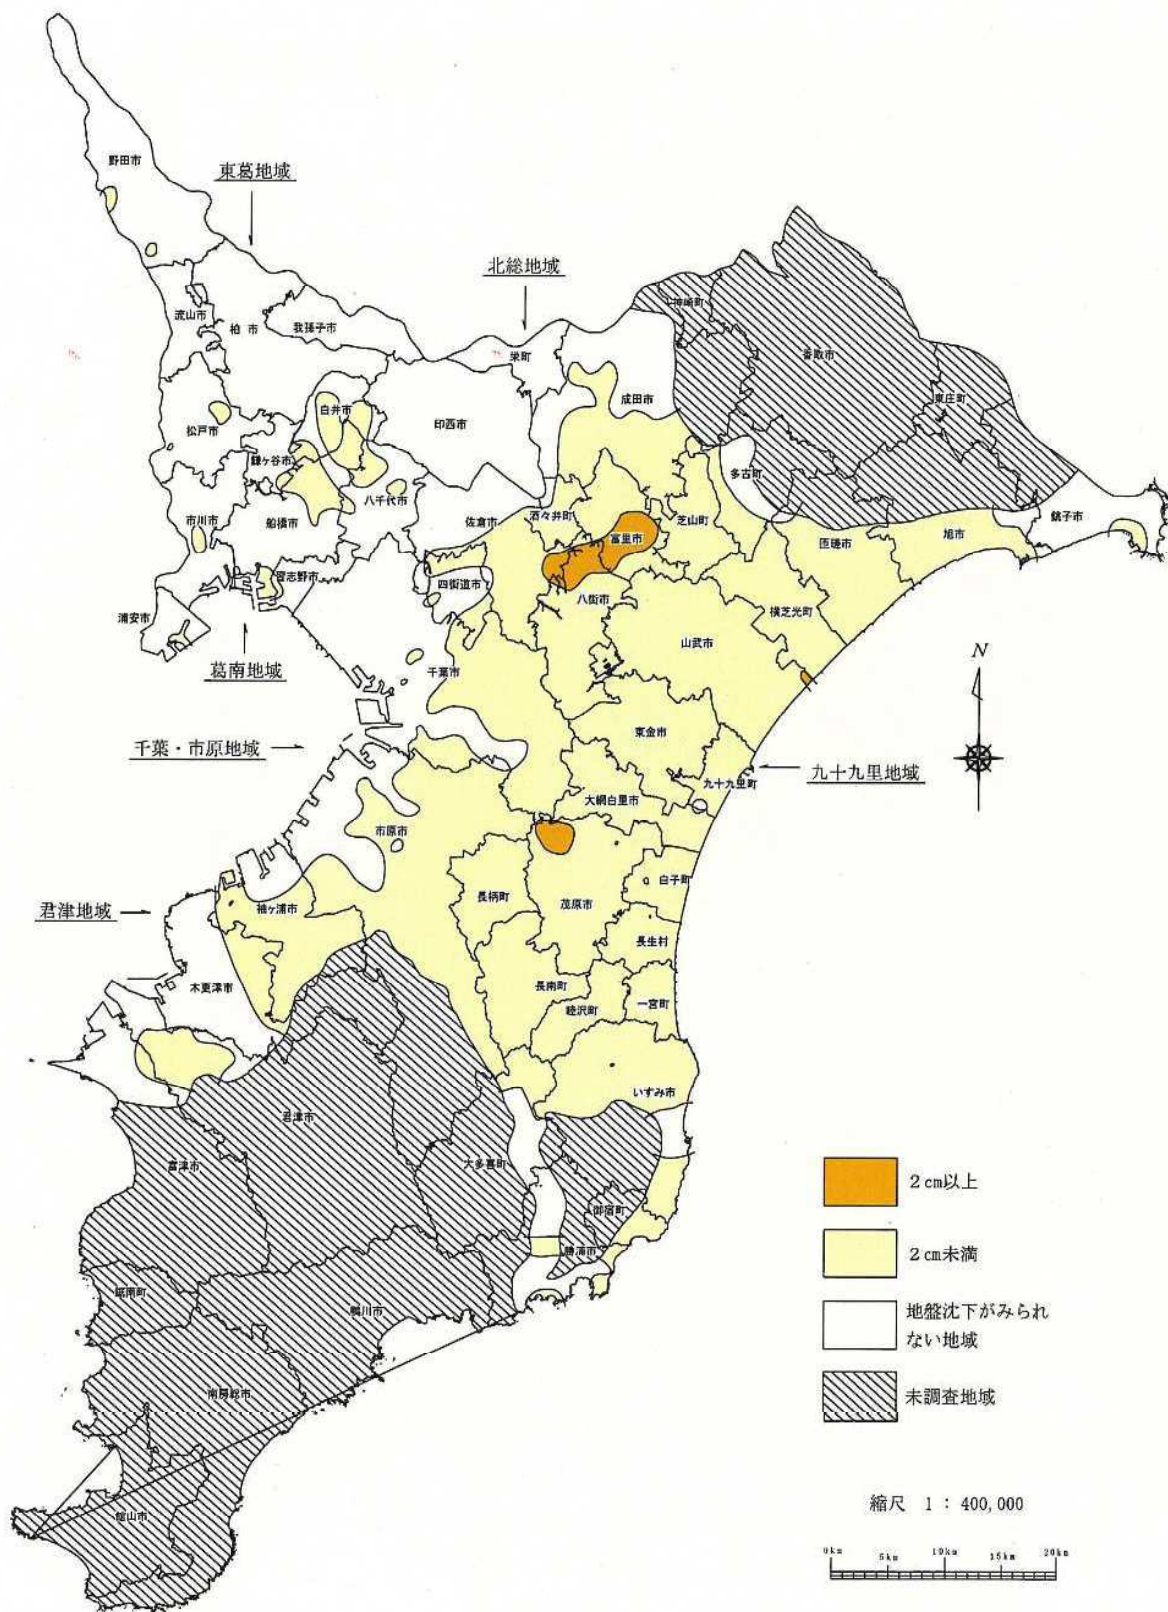 野田市
東葛地域
北総地域
流山市
柏市
我孫子市
栄町
神崎町
香取市
東庄町
成田市
白井市
印西市
松戸市
鎌ヶ谷市
多古町
八千代市
市川市
船橋市
佐倉市
酒々井町
芝山町
富里市
匝瑳市
旭市
銚子市
習志野市
四街道市
八街市
横芝光町
浦安市
山武市
葛南地域
千葉市
N
東金市
千葉・市原地域
九十九里町
九十九里地域
大網白里市
市原市
白子町
長柄町
茂原市
君津地域
袖ヶ浦市
長生村
木更津市
長南町
睦沢町
一宮町
いすみ市
君津市
富津市
大多喜町
2cm以上
御宿町
勝浦市
2cm未満
鋸南町
鴨川市
地盤沈下がみられ
ない地域
南房総市
未調査地域
館山市
縮尺 1：400,000
0km
5km
10km
15km
20km